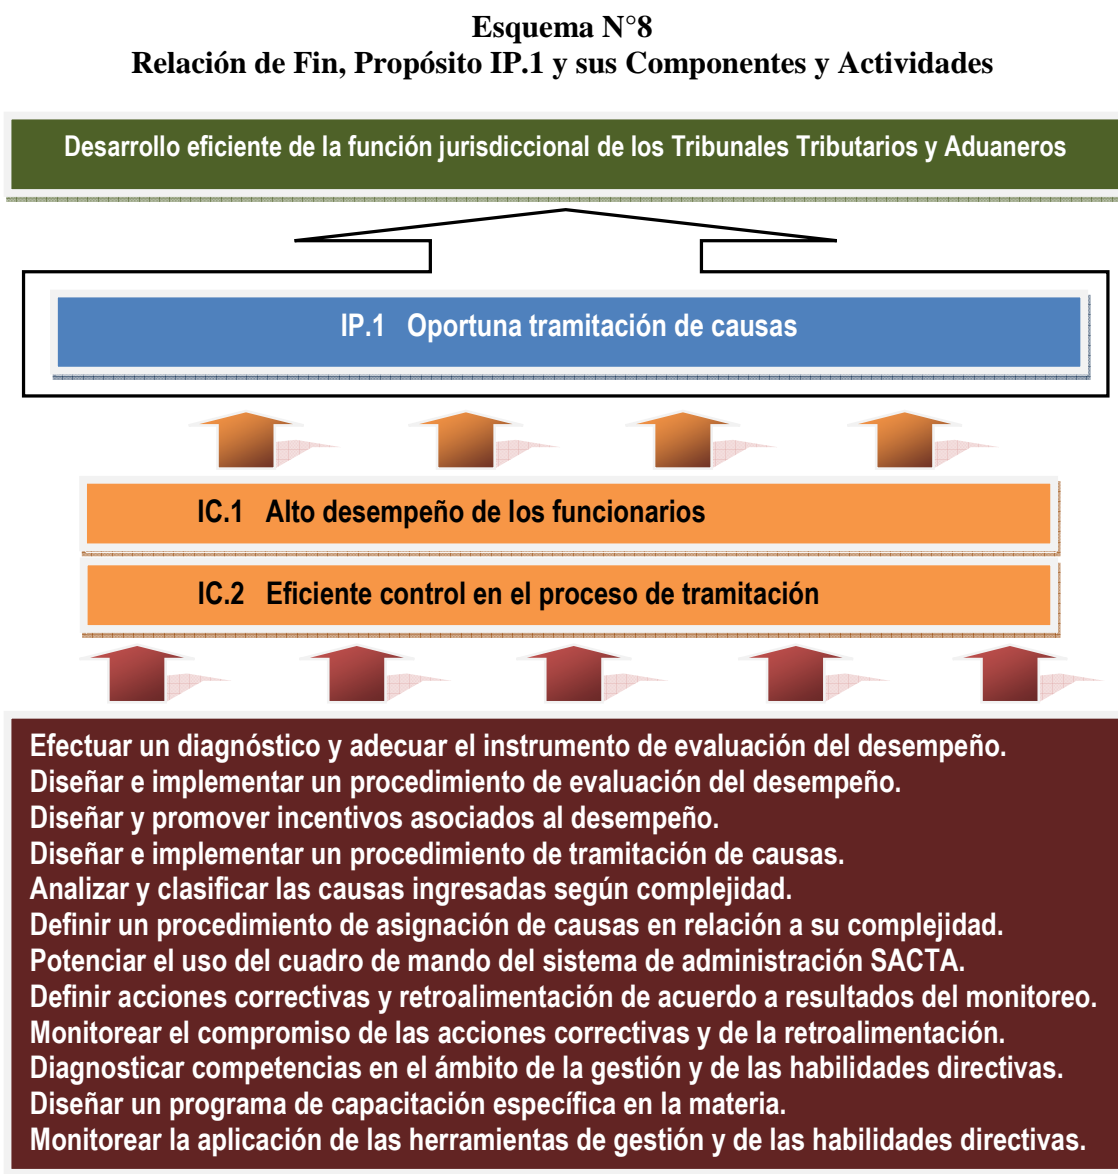 Esquema N°8
Relación de Fin, Propósito IP.1 y sus Componentes y Actividades
Desarrollo eficiente de la función jurisdiccional de los Tribunales Tributarios y Aduaneros
IP.1 Oportuna tramitación de causas
IC.1 Alto desempeño de los funcionarios
IC.2 Eficiente control en el proceso de tramitación
Efectuar un diagnóstico y adecuar el instrumento de evaluación del desempeño.
Diseñar e implementar un procedimiento de evaluación del desempeño.
Diseñar y promover incentivos asociados al desempeño.
Diseñar e implementar un procedimiento de tramitación de causas.
Analizar y clasificar las causas ingresadas según complejidad.
Definir un procedimiento de asignación de causas en relación a su complejidad.
Potenciar el uso del cuadro de mando del sistema de administración SACTA.
Definir acciones correctivas y retroalimentación de acuerdo a resultados del monitoreo.
Monitorear el compromiso de las acciones correctivas y de la retroalimentación.
Diagnosticar competencias en el ámbito de la gestión y de las habilidades directivas.
Diseñar un programa de capacitación específica en la materia.
Monitorear la aplicación de las herramientas de gestión y de las habilidades directivas.